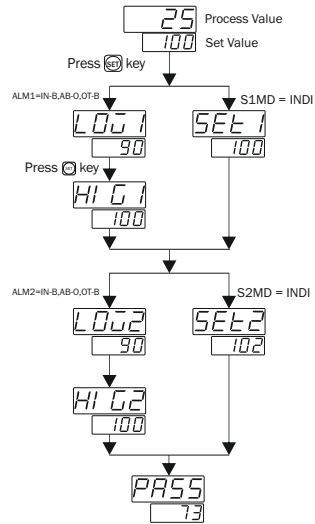 25 Process Value
100 Set Value
Press SET key
ALM1=IN-B,AB-O,OT-B
S1MD = INDI
LOW1
90
SEt1
100
Press key
HIG1
100
ALM2=IN-B,AB-O,OT-B
S2MD = INDI
LOW2
90
SEt2
102
HIG2
100
PASS
73